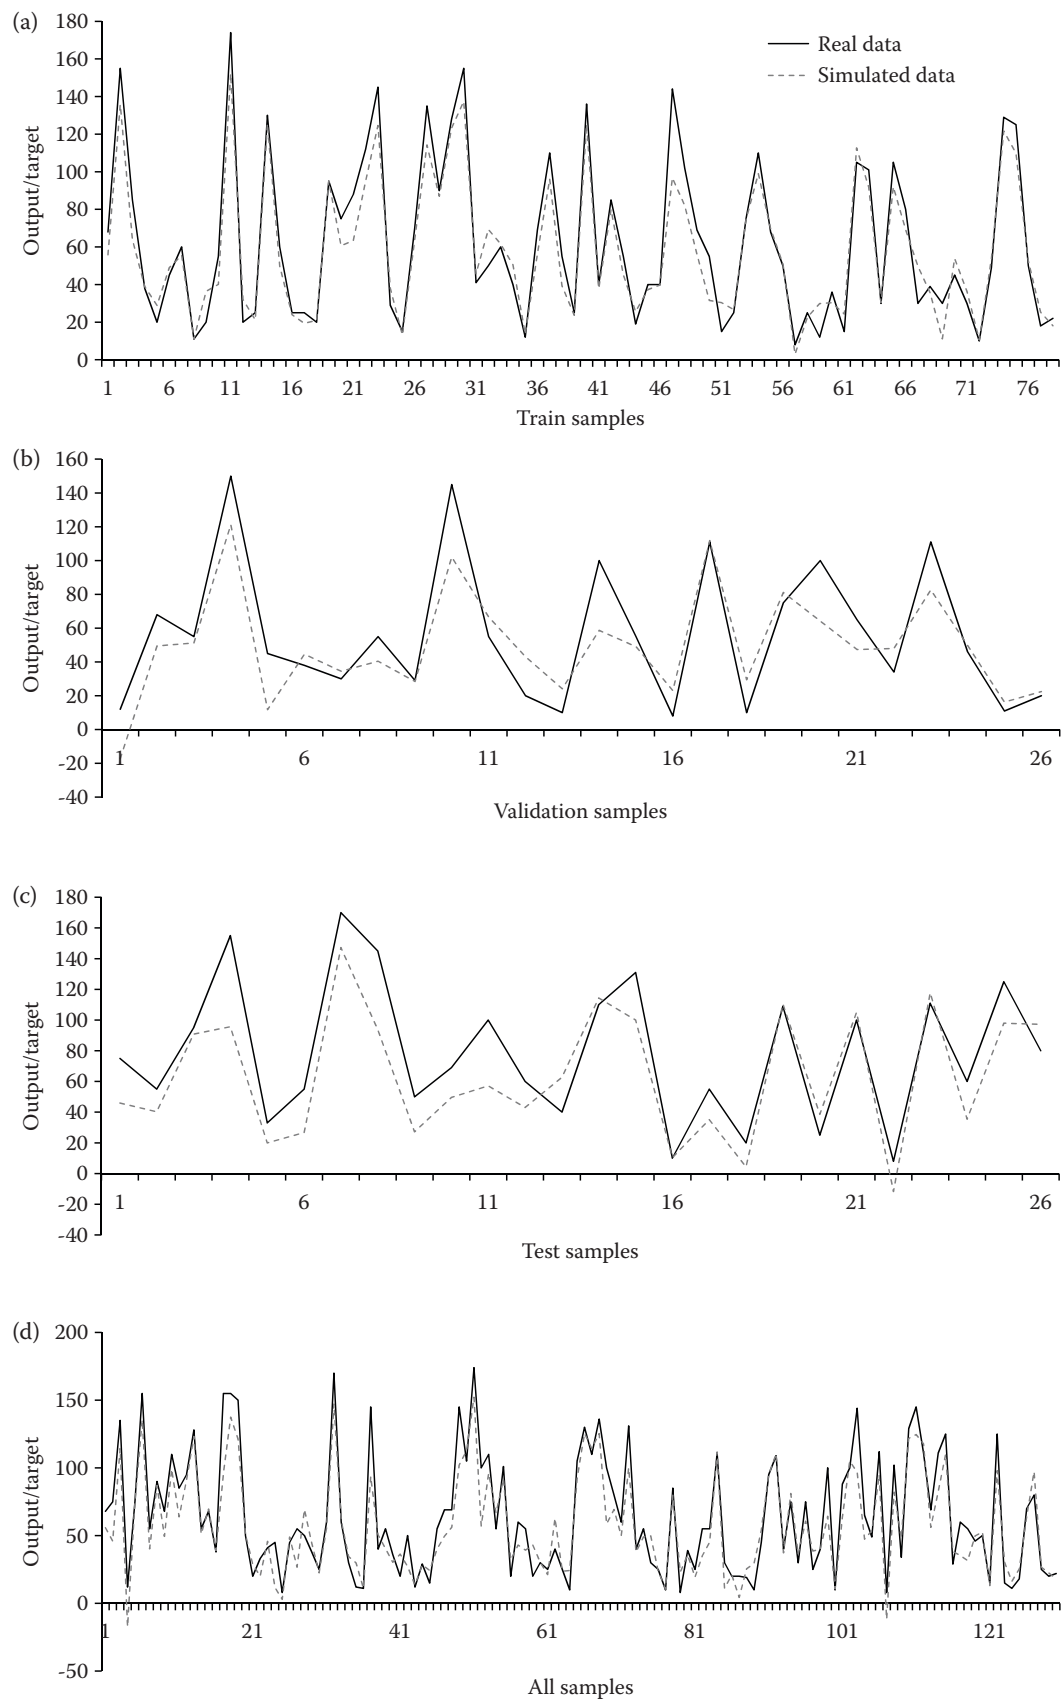 (a)
180
160
140
120
100
80
60
40
20
0
Output/target
Real data
Simulated data
1 6 11 16 21 26 31 36 41 46 51 56 61 66 71 76
Train samples
(b)
160
140
120
100
80
60
40
20
0
-20
-40
Output/target
1 6 11 16 21 26
Validation samples
(c)
180
160
140
120
100
80
60
40
20
0
-20
-40
Output/target
1 6 11 16 21 26
Test samples
(d)
200
150
100
50
0
-50
Output/target
1 21 41 61 81 101 121
All samples